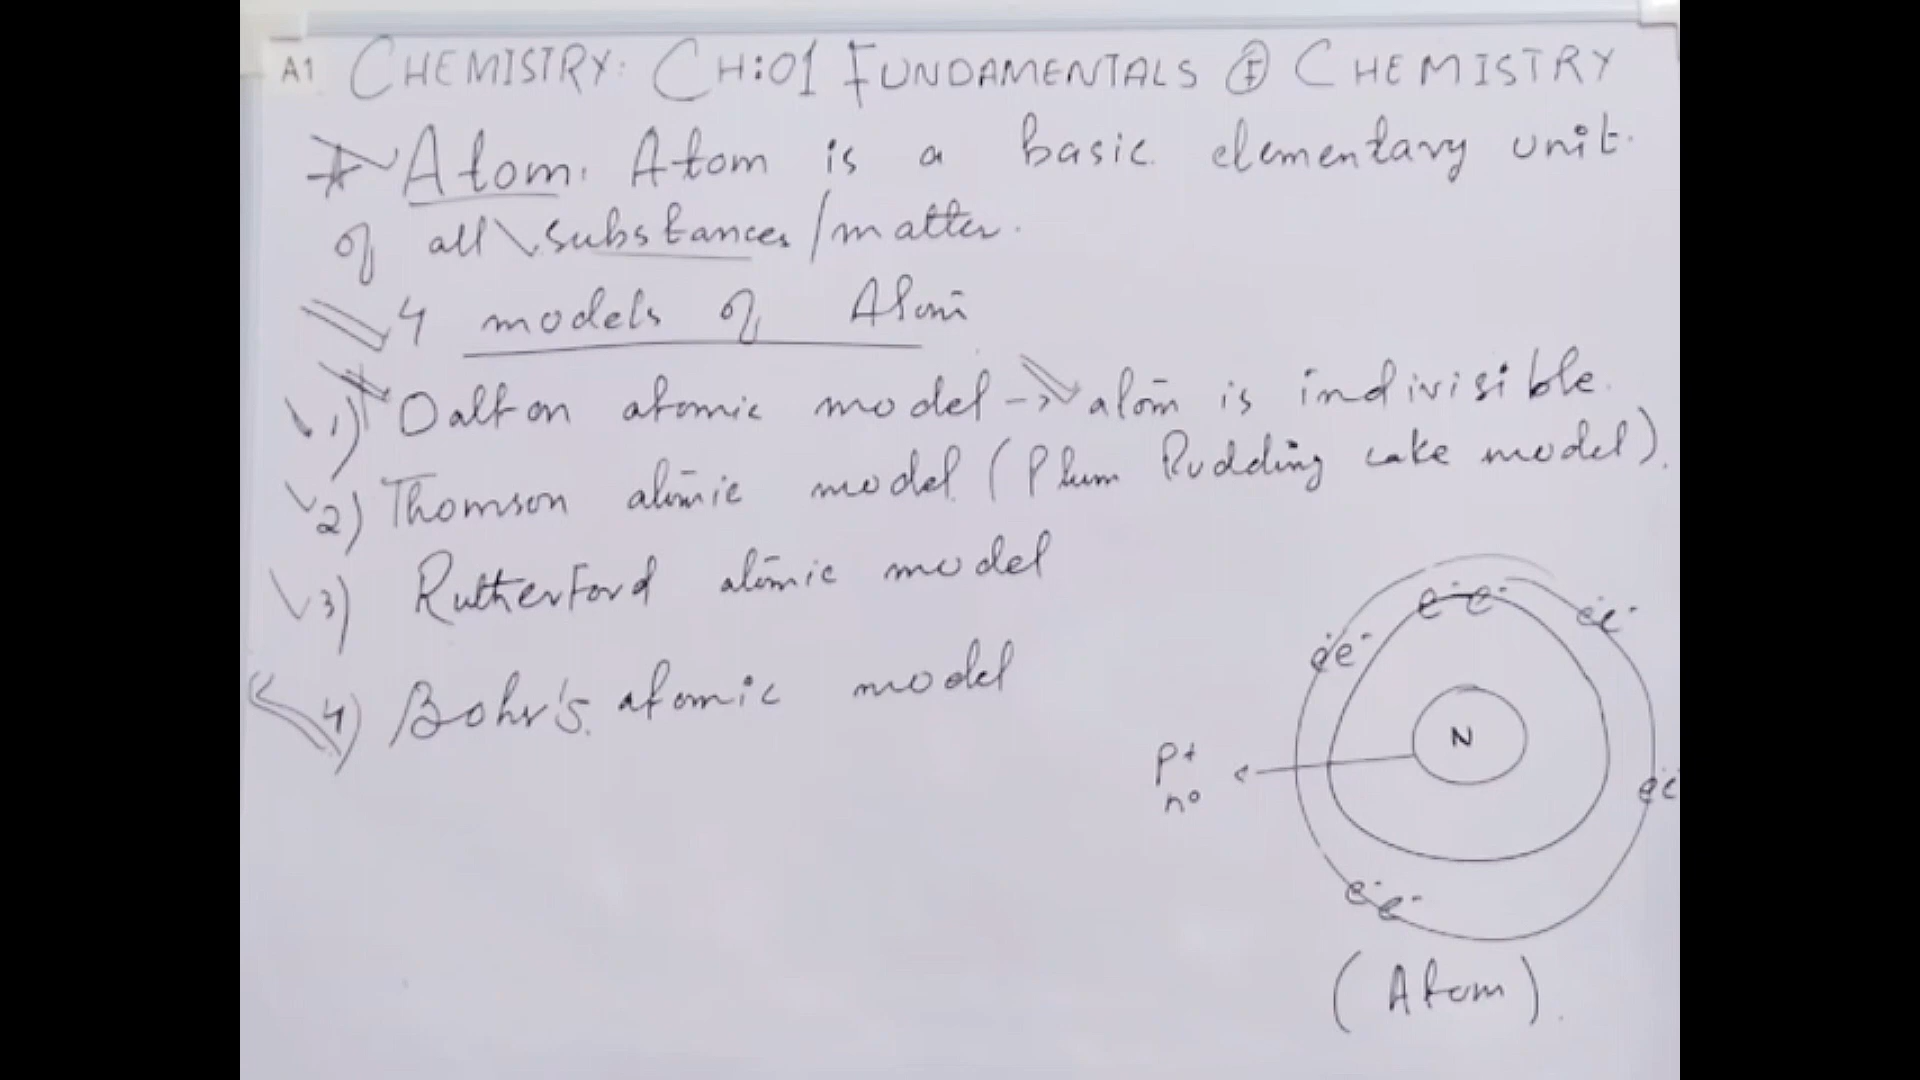 A1 CHEMISTRY: CH:01 FUNDAMENTALS OF CHEMISTRY
Atom. Atom is a basic elementary unit.
of all substances/matter.
4 models of Atom
1) Dalton atomic model -> atom is indivisible.
2) Thomson atomic model (Plum Pudding cake model).
3) Rutherford atomic model
4) Bohr's atomic model
e- e-
e- e-
e- e-
N
p+
n°
e- e-
e- e-
(Atom).